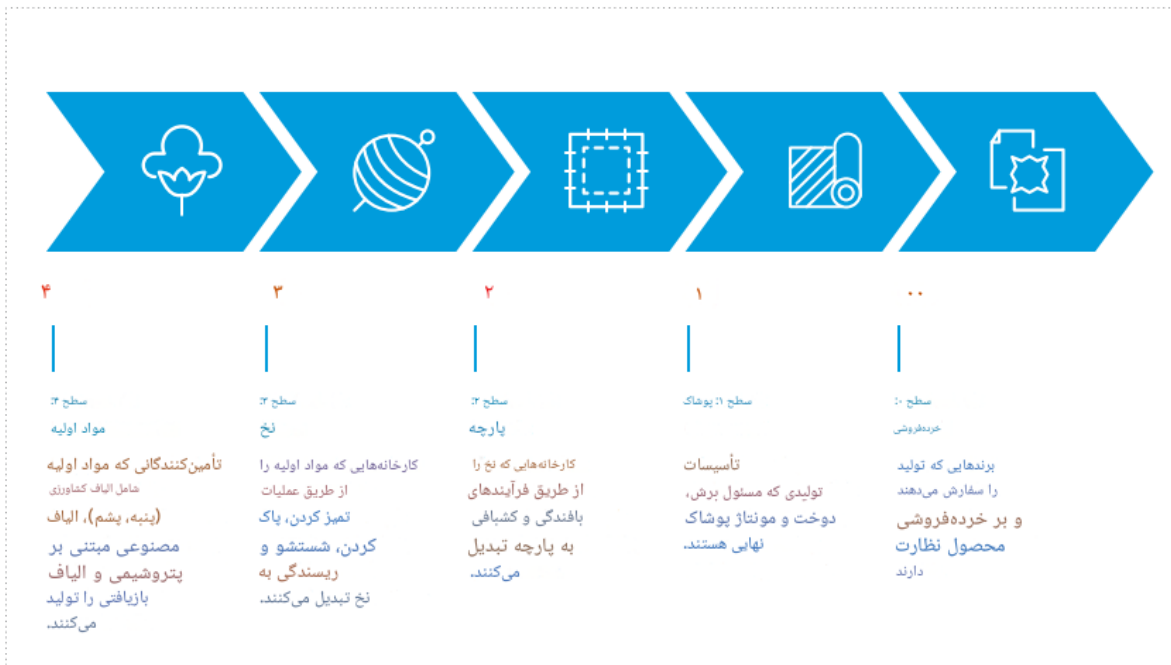 ۴
سطح ۴:
مواد اولیه
تأمین‌کنندگانی که مواد اولیه
شامل الیاف کشاورزی
(پنبه، پشم)، الیاف
مصنوعی مبتنی بر
پتروشیمی و الیاف
بازیافتی را تولید
می‌کنند.
۳
سطح ۳:
نخ
کارخانه‌هایی که مواد اولیه را
از طریق عملیات
تمیز کردن، پاک
کردن، شستشو و
ریسندگی به
نخ تبدیل می‌کنند.
۲
سطح ۲:
پارچه
کارخانه‌هایی که نخ را
از طریق فرآیندهای
بافندگی و کشبافی
به پارچه تبدیل
می‌کنند.
۱
سطح ۱: پوشاک
تأسیسات
تولیدی که مسئول برش،
دوخت و مونتاژ پوشاک
نهایی هستند.
۰۰
سطح ۰:
خرده‌فروشی
برندهایی که تولید
را سفارش می‌دهند
و بر خرده‌فروشی
محصول نظارت
دارند